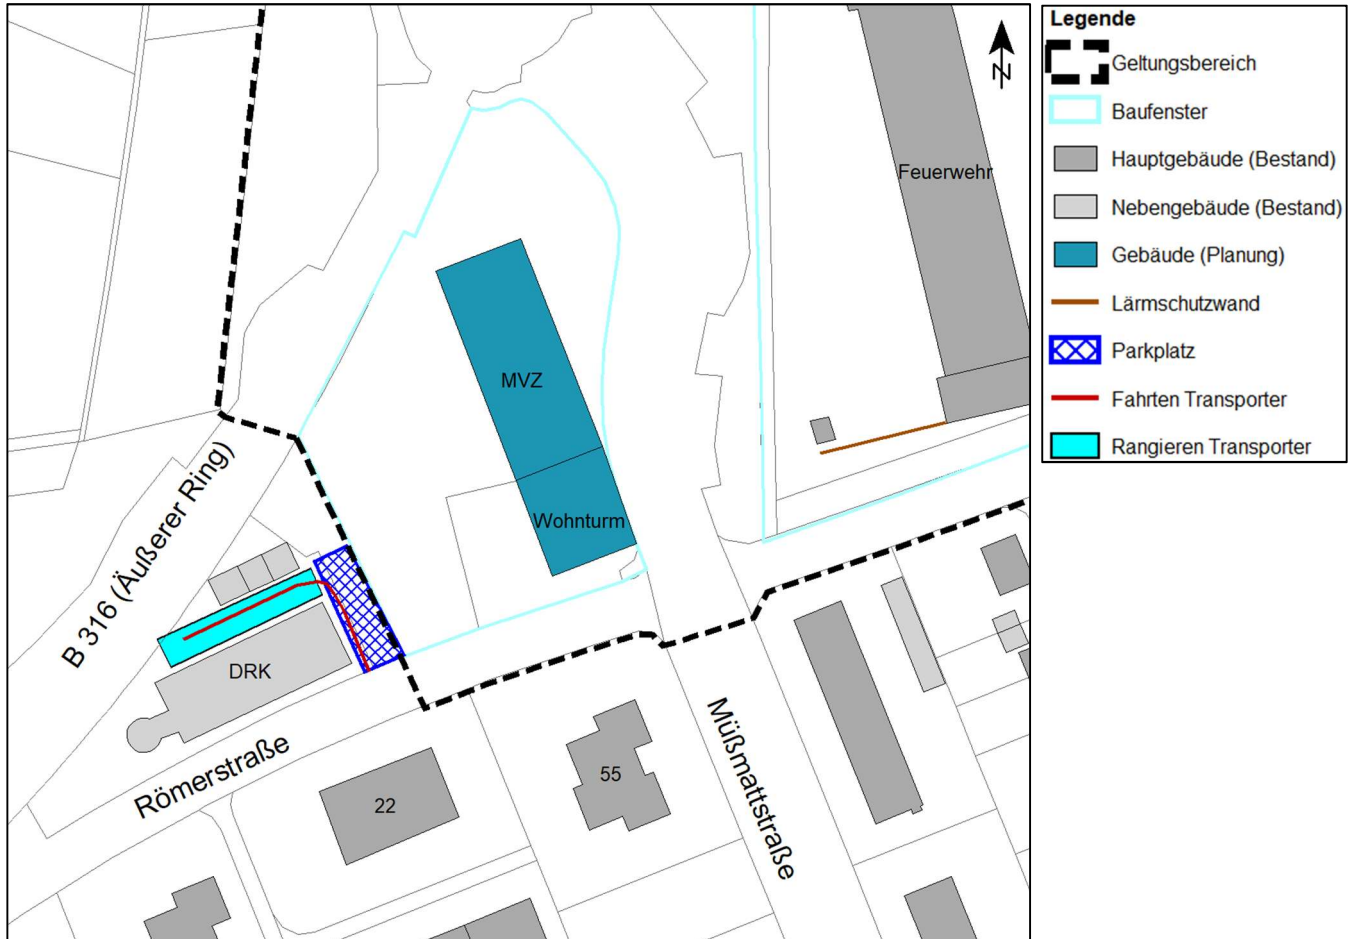 Feuerwehr
MVZ
Wohnturm
B 316 (Äußerer Ring)
DRK
Römerstraße
22
55
Müßmattstraße
N
Legende
Geltungsbereich
Baufenster
Hauptgebäude (Bestand)
Nebengebäude (Bestand)
Gebäude (Planung)
Lärmschutzwand
Parkplatz
Fahrten Transporter
Rangieren Transporter